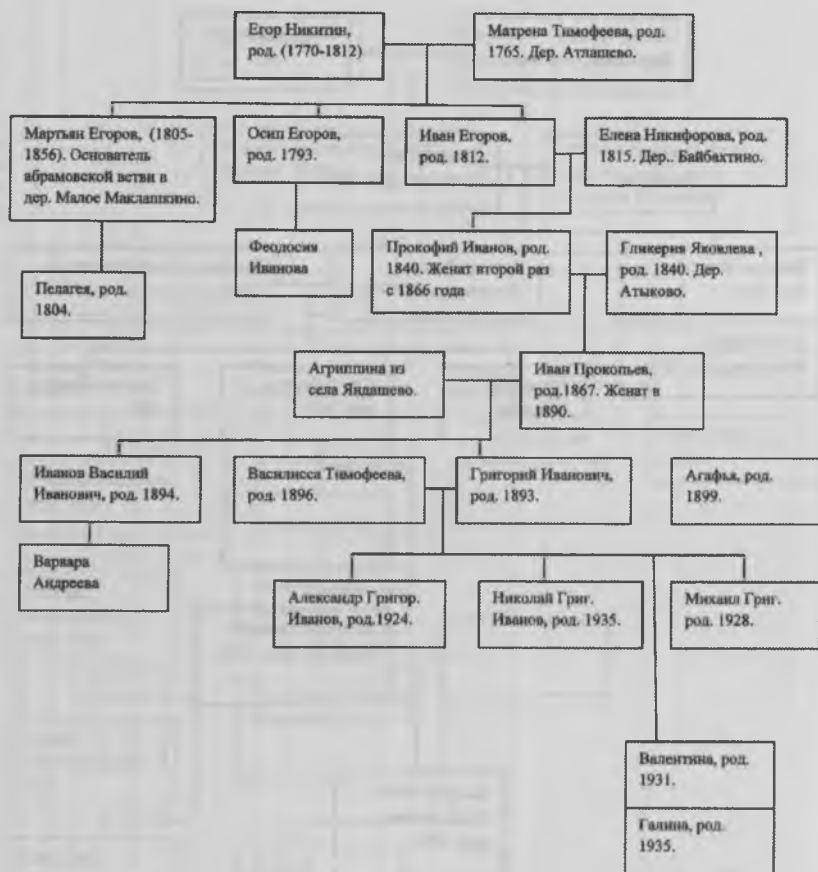 Егор Никитин,
род. (1770-1812)
Матрена Тимофеева, род.
1765. Дер. Атлашево.
Мартьян Егоров, (1805-
1856). Основатель
абрамовской ветви в
дер. Малое Маклашкино.
Осип Егоров,
род. 1793.
Иван Егоров,
род. 1812.
Елена Никифорова, род.
1815. Дер.. Байбахтино.
Пелагея, род.
1804.
Феодосия
Иванова
Прокофий Иванов, род.
1840. Женат второй раз
с 1866 года
Гликерия Яковлева ,
род. 1840. Дер.
Атыково.
Агриппина из
села Яндашево.
Иван Прокопьев,
род.1867. Женат в
1890.
Иванов Василий
Иванович, род. 1894.
Василисса Тимофеева,
род. 1896.
Григорий Иванович,
род. 1893.
Агафья, род.
1899.
Варвара
Андреева
Александр Григор.
Иванов, род.1924.
Николай Григ.
Иванов, род. 1935.
Михаил Григ.
род. 1928.
Валентина, род.
1931.
Галина, род.
1935.